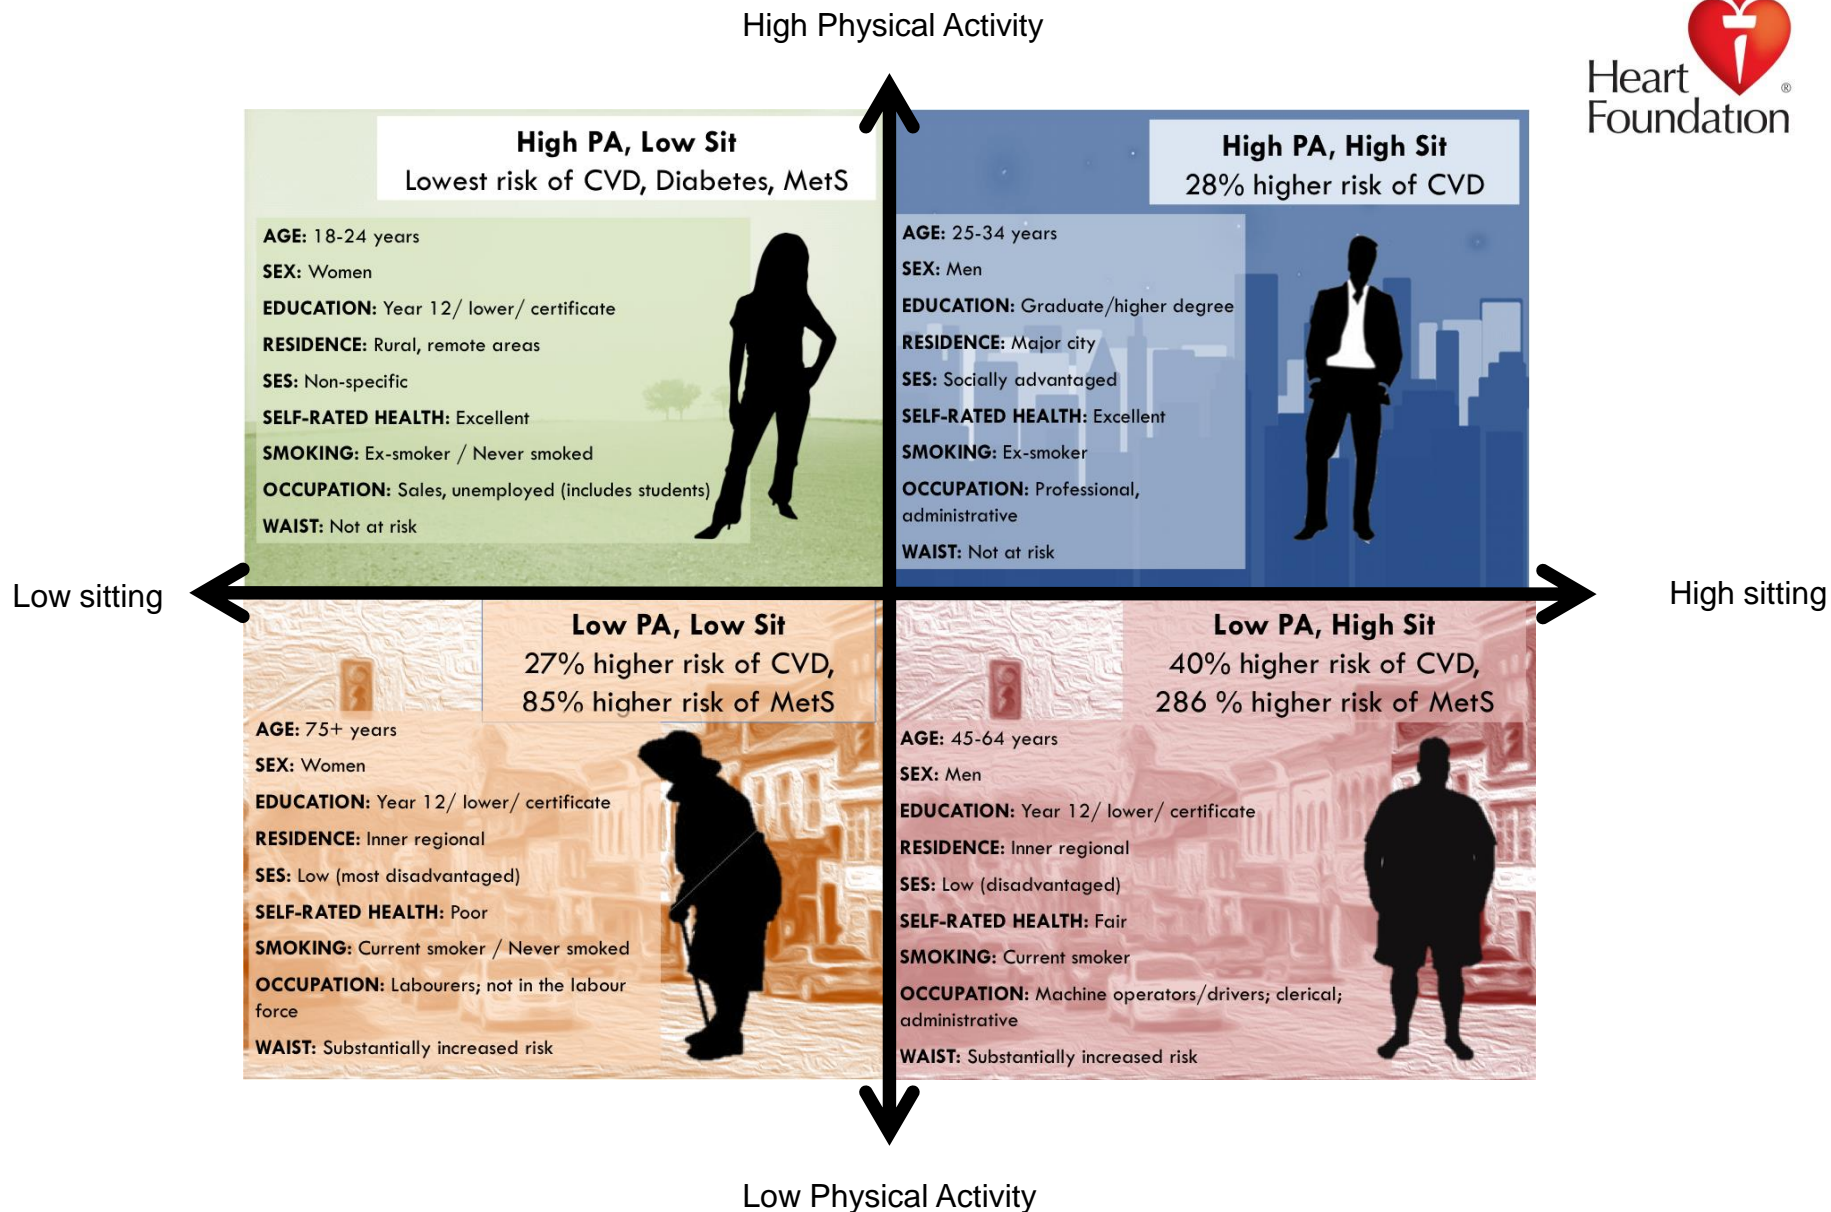 High Physical Activity
Heart
Foundation
®
High PA, Low Sit
Lowest risk of CVD, Diabetes, MetS
AGE: 18-24 years
SEX: Women
EDUCATION: Year 12/ lower/ certificate
RESIDENCE: Rural, remote areas
SES: Non-specific
SELF-RATED HEALTH: Excellent
SMOKING: Ex-smoker / Never smoked
OCCUPATION: Sales, unemployed (includes students)
WAIST: Not at risk
High PA, High Sit
28% higher risk of CVD
AGE: 25-34 years
SEX: Men
EDUCATION: Graduate/higher degree
RESIDENCE: Major city
SES: Socially advantaged
SELF-RATED HEALTH: Excellent
SMOKING: Ex-smoker
OCCUPATION: Professional,
administrative
WAIST: Not at risk
Low sitting
High sitting
Low PA, Low Sit
27% higher risk of CVD,
85% higher risk of MetS
AGE: 75+ years
SEX: Women
EDUCATION: Year 12/ lower/ certificate
RESIDENCE: Inner regional
SES: Low (most disadvantaged)
SELF-RATED HEALTH: Poor
SMOKING: Current smoker / Never smoked
OCCUPATION: Labourers; not in the labour
force
WAIST: Substantially increased risk
Low PA, High Sit
40% higher risk of CVD,
286 % higher risk of MetS
AGE: 45-64 years
SEX: Men
EDUCATION: Year 12/ lower/ certificate
RESIDENCE: Inner regional
SES: Low (disadvantaged)
SELF-RATED HEALTH: Fair
SMOKING: Current smoker
OCCUPATION: Machine operators/drivers; clerical;
administrative
WAIST: Substantially increased risk
Low Physical Activity